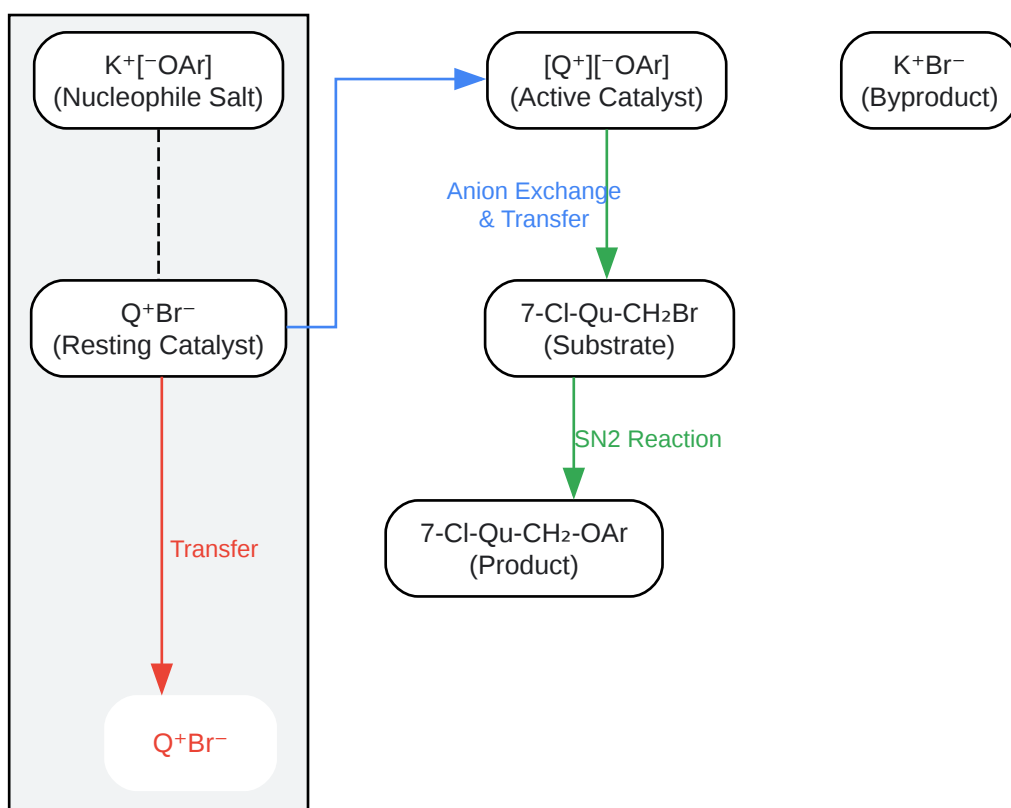 K⁺[⁻OAr]
(Nucleophile Salt)
[Q⁺][⁻OAr]
(Active Catalyst)
K⁺Br⁻
(Byproduct)
Anion Exchange
& Transfer
Q⁺Br⁻
(Resting Catalyst)
7-Cl-Qu-CH₂Br
(Substrate)
SN2 Reaction
7-Cl-Qu-CH₂-OAr
(Product)
Transfer
Q⁺Br⁻